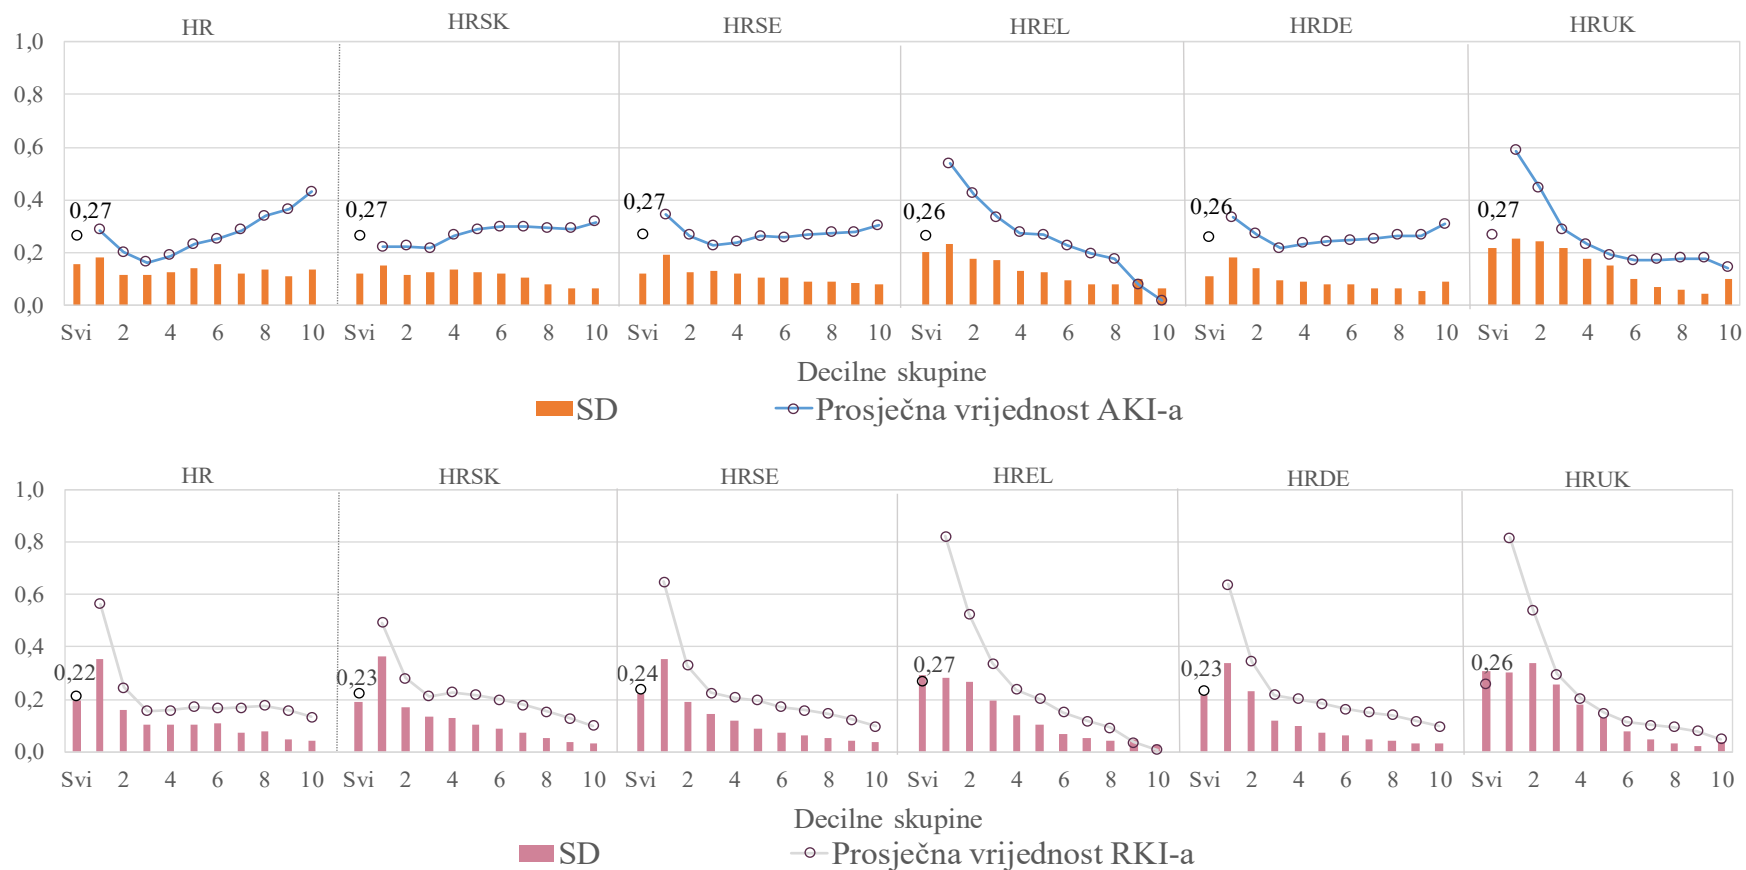 HR HRSK HRSE HREL HRDE HRUK
1,0
0,8
0,6
0,4
0,2
0,0
0,27 0,27 0,27 0,26 0,26 0,27
Svi 2 4 6 8 10 Svi 2 4 6 8 10 Svi 2 4 6 8 10 Svi 2 4 6 8 10 Svi 2 4 6 8 10 Svi 2 4 6 8 10
Decilne skupine
SD Prosječna vrijednost AKI-a
HR HRSK HRSE HREL HRDE HRUK
1,0
0,8
0,6
0,4
0,2
0,0
0,22 0,23 0,24 0,27 0,23 0,26
Svi 2 4 6 8 10 Svi 2 4 6 8 10 Svi 2 4 6 8 10 Svi 2 4 6 8 10 Svi 2 4 6 8 10 Svi 2 4 6 8 10
Decilne skupine
SD Prosječna vrijednost RKI-a